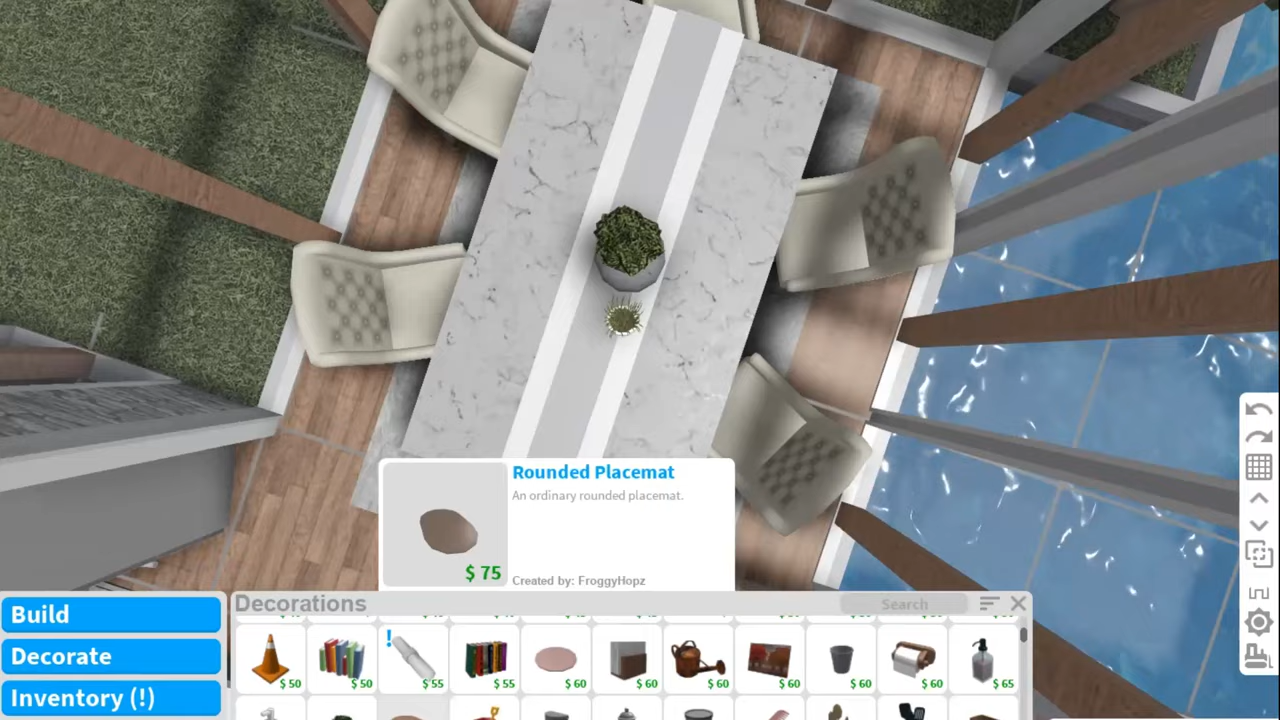 Rounded Placemat
An ordinary rounded placemat.
$ 75
Created by: FroggyHopz
Build
Decorate
Inventory (!)
Decorations
Search
!
$ 50
$ 50
$ 55
$ 55
$ 60
$ 60
$ 60
$ 60
$ 60
$ 60
$ 65